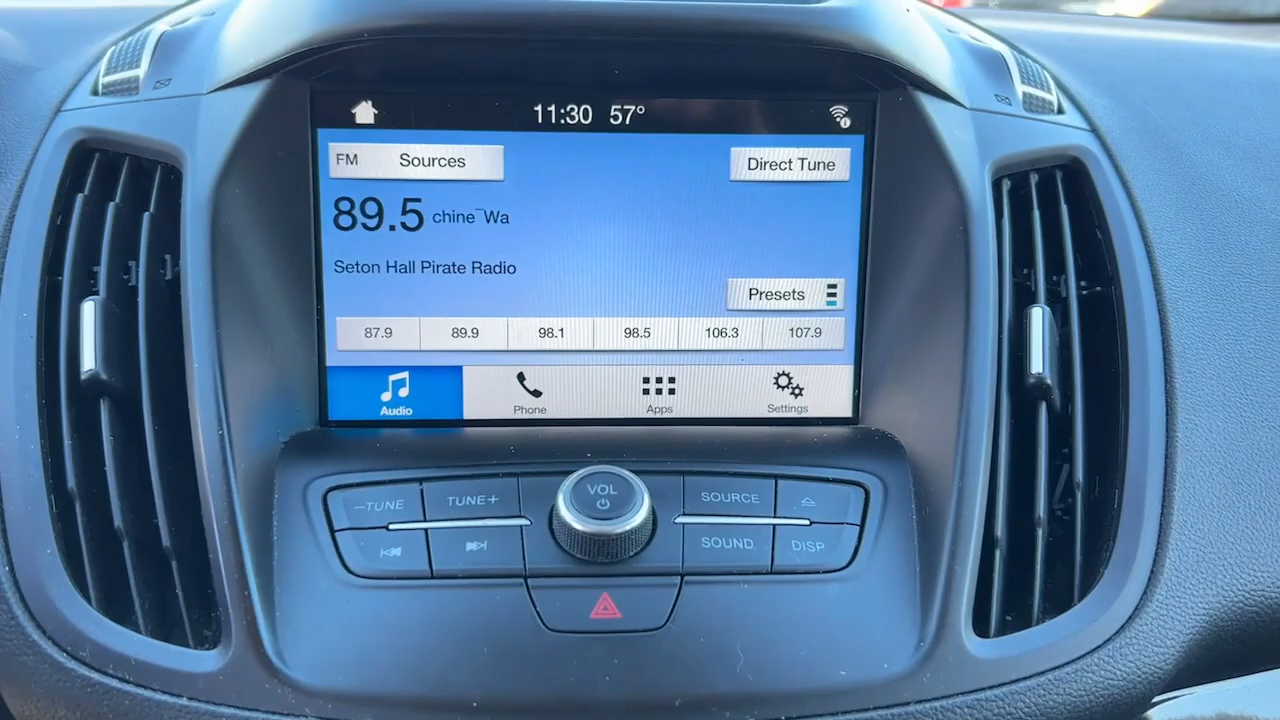 11:30 57°
FM Sources
Direct Tune
89.5 chine¯Wa
Seton Hall Pirate Radio
Presets
87.9 89.9 98.1 98.5 106.3 107.9
Audio Phone Apps Settings
−TUNE TUNE+ VOL SOURCE
SOUND DISP